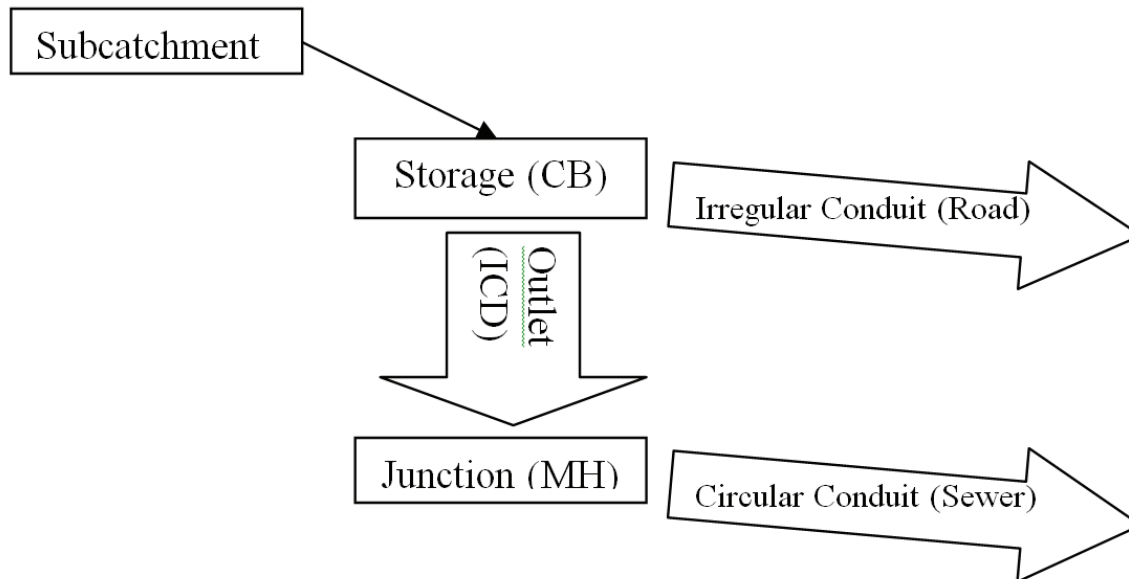 Subcatchment
Storage (CB)
Irregular Conduit (Road)
Outlet
(ICD)
Junction (MH)
Circular Conduit (Sewer)